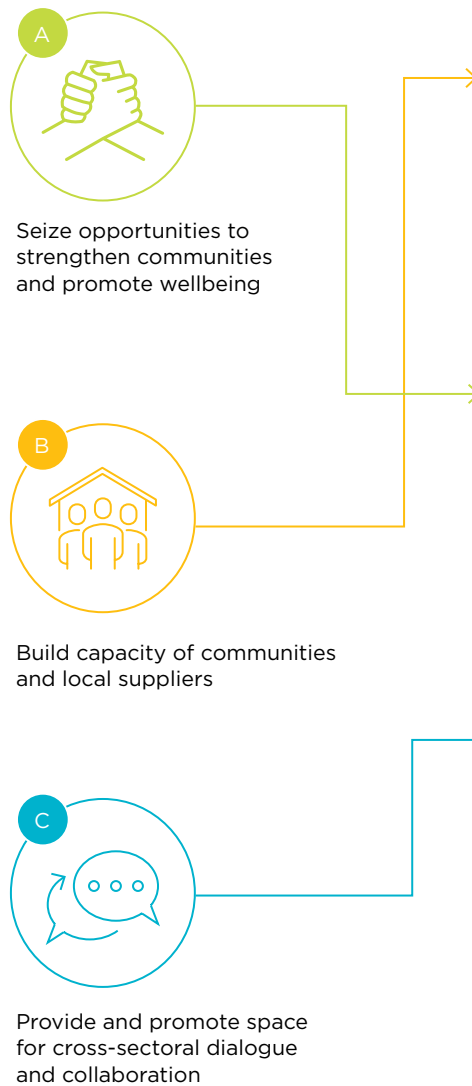 A
Seize opportunities to
strengthen communities
and promote wellbeing
B
Build capacity of communities
and local suppliers
C
Provide and promote space
for cross-sectoral dialogue
and collaboration